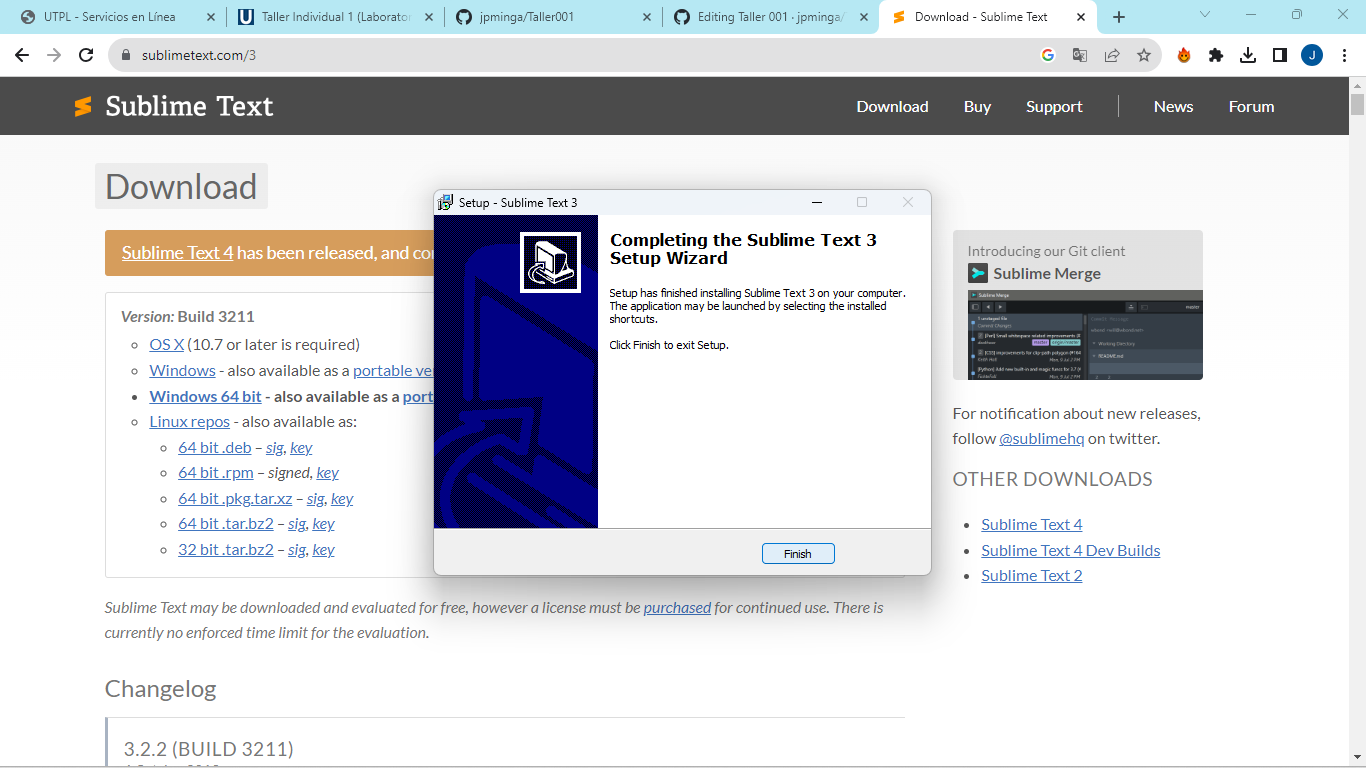 UTPL - Servicios en Línea
Taller Individual 1 (Laborator
jpminga/Taller001
Editing Taller 001 · jpminga/
Download - Sublime Text
sublimetext.com/3
J
Sublime Text
Download
Buy
Support
News
Forum
Download
Sublime Text 4 has been released, and co
Version: Build 3211
OS X (10.7 or later is required)
Windows - also available as a portable ve
Windows 64 bit - also available as a port
Linux repos - also available as:
64 bit .deb – sig, key
64 bit .rpm – signed, key
64 bit .pkg.tar.xz – sig, key
64 bit .tar.bz2 – sig, key
32 bit .tar.bz2 – sig, key
Sublime Text may be downloaded and evaluated for free, however a license must be purchased for continued use. There is
currently no enforced time limit for the evaluation.
Changelog
3.2.2 (BUILD 3211)
Setup - Sublime Text 3
Completing the Sublime Text 3
Setup Wizard
Setup has finished installing Sublime Text 3 on your computer.
The application may be launched by selecting the installed
shortcuts.
Click Finish to exit Setup.
Finish
Introducing our Git client
Sublime Merge
Sublime Merge
For notification about new releases,
follow @sublimehq on twitter.
OTHER DOWNLOADS
Sublime Text 4
Sublime Text 4 Dev Builds
Sublime Text 2